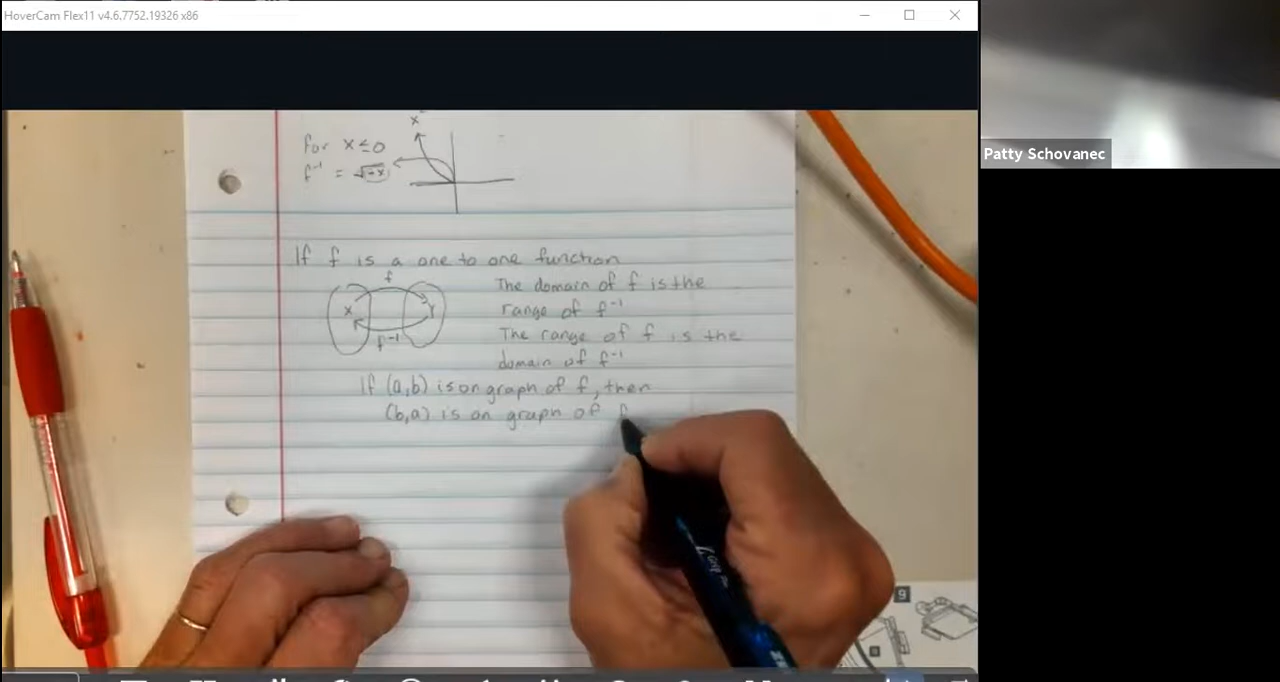 HoverCam Flex11 v4.6.7752.19326 x86
Patty Schovanec
x
for x ≤ 0
f⁻¹ = √-x
If f is a one to one function
f
The domain of f is the
x Y
range of f⁻¹
The range of f is the
f⁻¹
domain of f⁻¹
If (a,b) is on graph of f, then
(b,a) is on graph of f
9